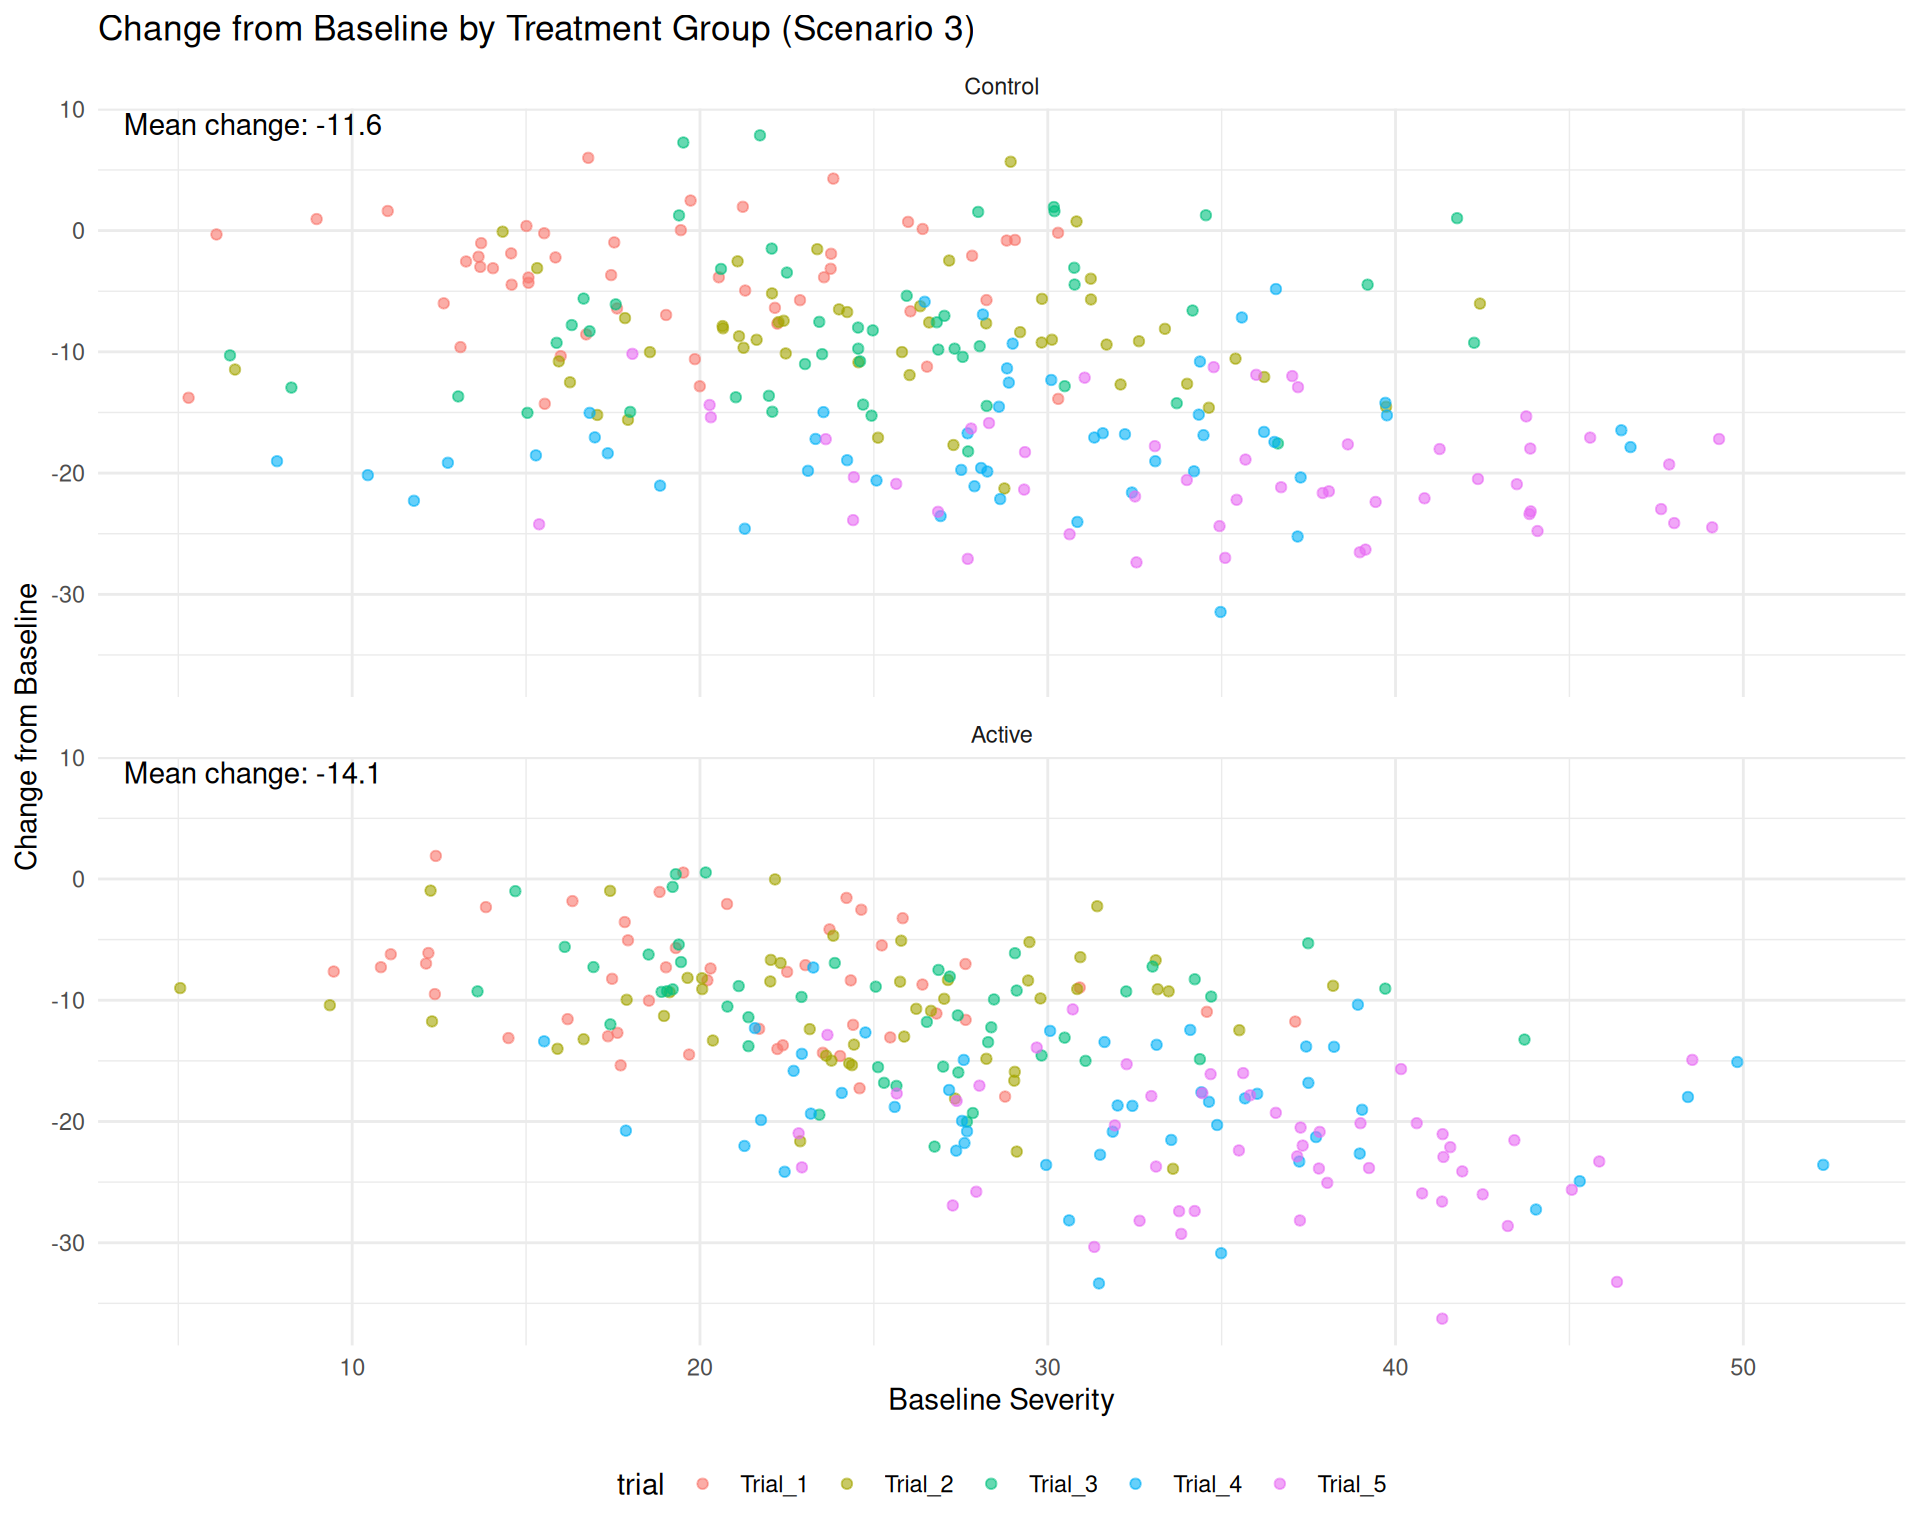 Change from Baseline by Treatment Group (Scenario 3)
Control
Mean change: -11.6
10
0
-10
-20
-30
Change from Baseline
Active
Mean change: -14.1
10
0
-10
-20
-30
10 20 30 40 50
Baseline Severity
trial Trial_1 Trial_2 Trial_3 Trial_4 Trial_5